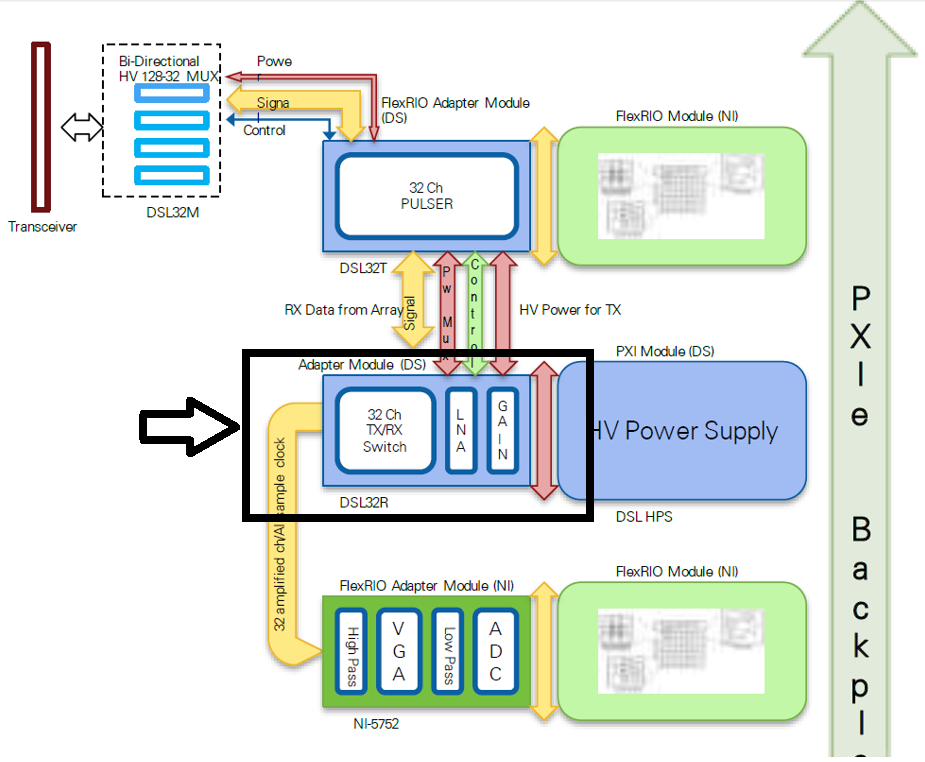 Bi-Directional
HV 128-32 MUX
Powe
r
Signa
l
Control
FlexRIO Adapter Module
(DS)
FlexRIO Module (NI)
32 Ch
PULSER
Transceiver
DSL32M
DSL32T
RX Data from Array
Signal
Pw Mux
Control
HV Power for TX
PXIe Backpl
Adapter Module (DS)
PXI Module (DS)
32 Ch
TX/RX
Switch
LNA
GAIN
HV Power Supply
DSL32R
DSL HPS
32 amplified ch/AI sample clock
FlexRIO Adapter Module (NI)
FlexRIO Module (NI)
High Pass
VGA
Low Pass
ADC
NI-5752